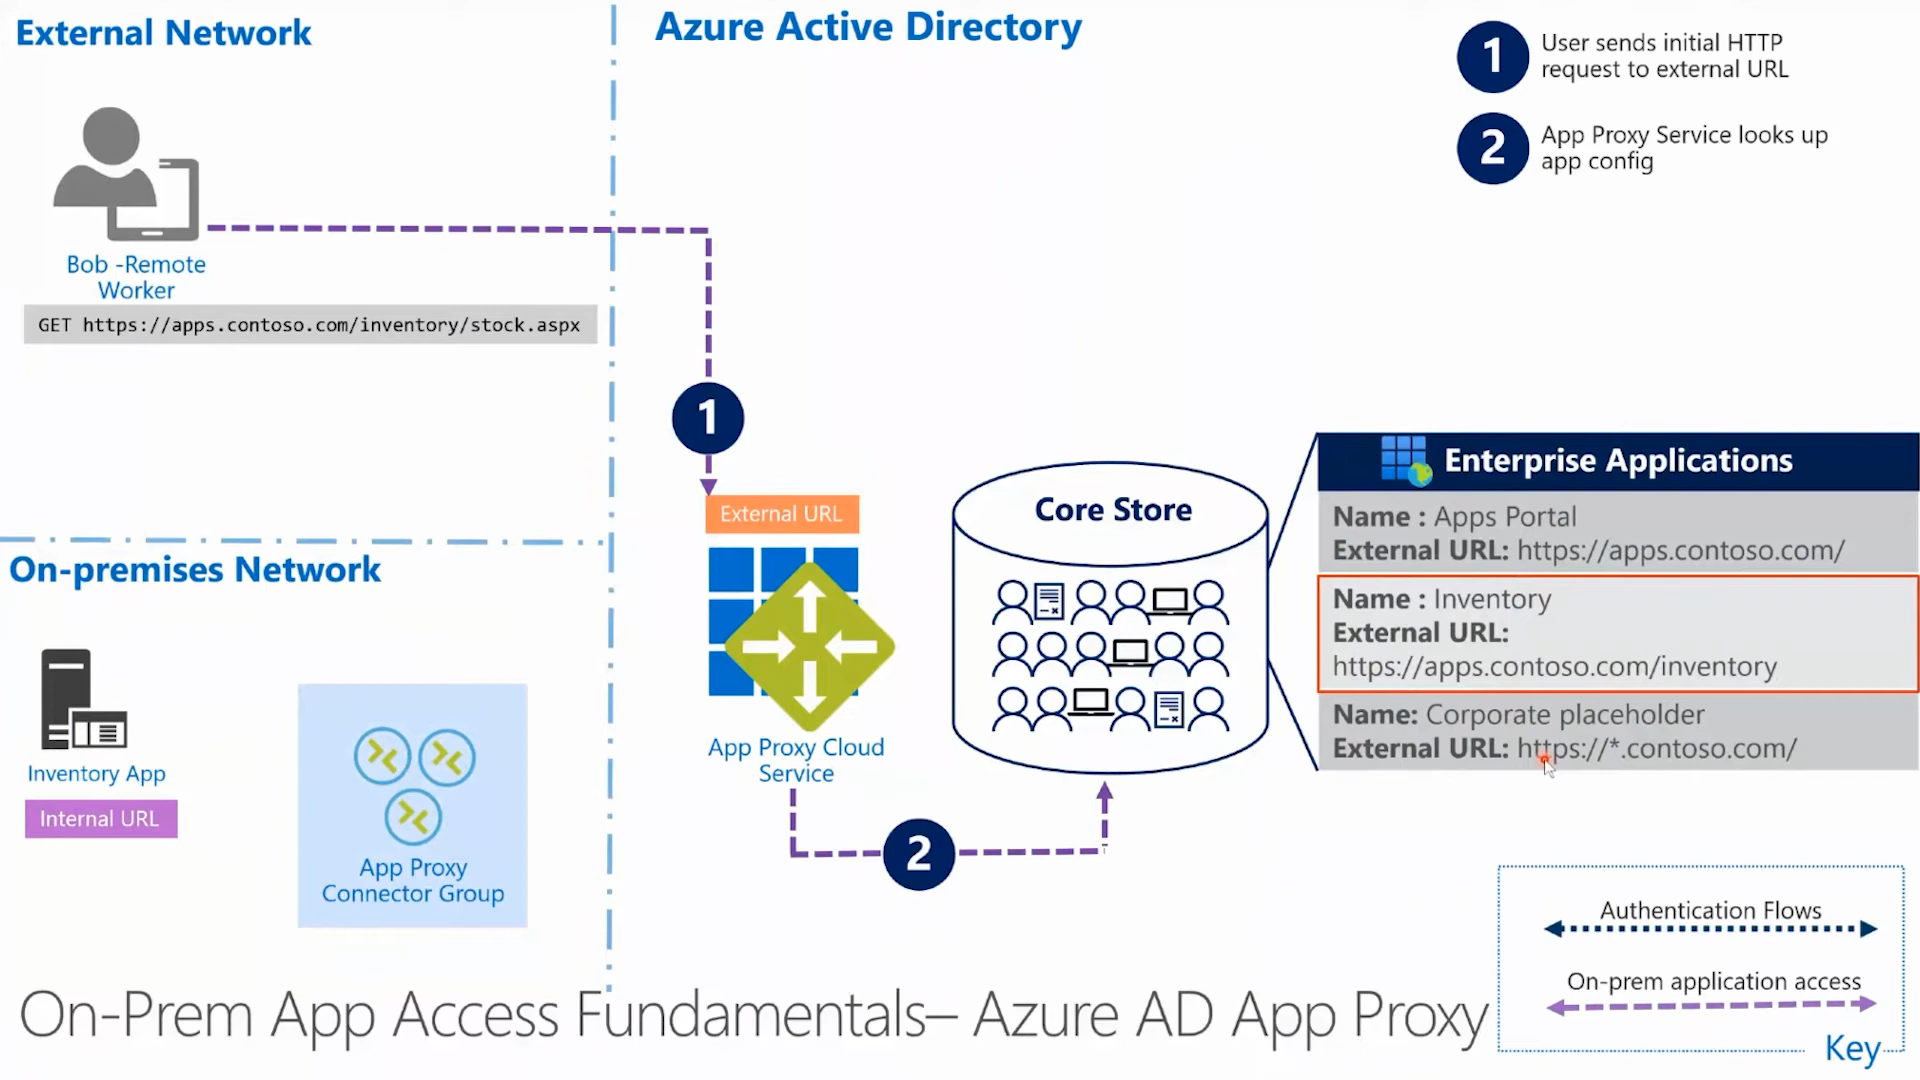 External Network
Azure Active Directory
1
User sends initial HTTP
request to external URL
2
App Proxy Service looks up
app config
Bob -Remote
Worker
GET https://apps.contoso.com/inventory/stock.aspx
1
External URL
App Proxy Cloud
Service
2
Core Store
Enterprise Applications
Name : Apps Portal
External URL: https://apps.contoso.com/
Name : Inventory
External URL:
https://apps.contoso.com/inventory
Name: Corporate placeholder
External URL: https://*.contoso.com/
On-premises Network
Inventory App
Internal URL
App Proxy
Connector Group
Authentication Flows
On-prem application access
Key
On-Prem App Access Fundamentals– Azure AD App Proxy